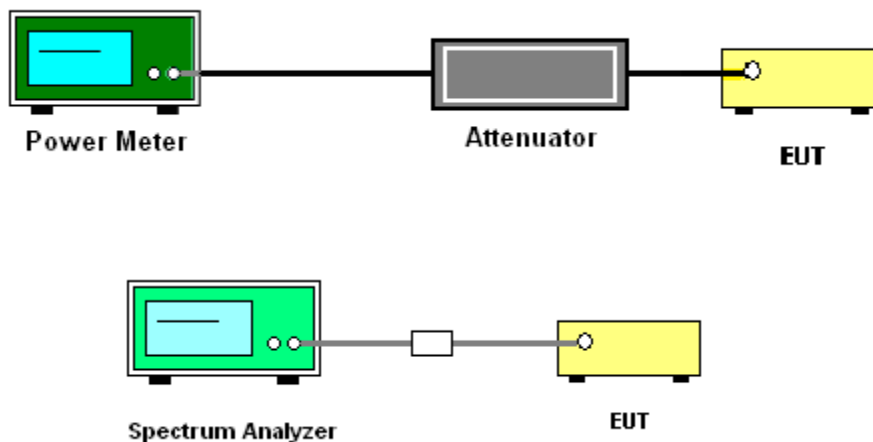 Power Meter
Attenuator
EUT
Spectrum Analyzer
EUT